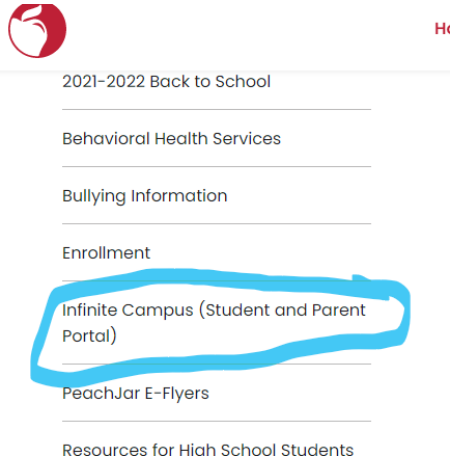 Ho
2021-2022 Back to School
Behavioral Health Services
Bullying Information
Enrollment
Infinite Campus (Student and Parent
Portal)
PeachJar E-Flyers
Resources for High School Students